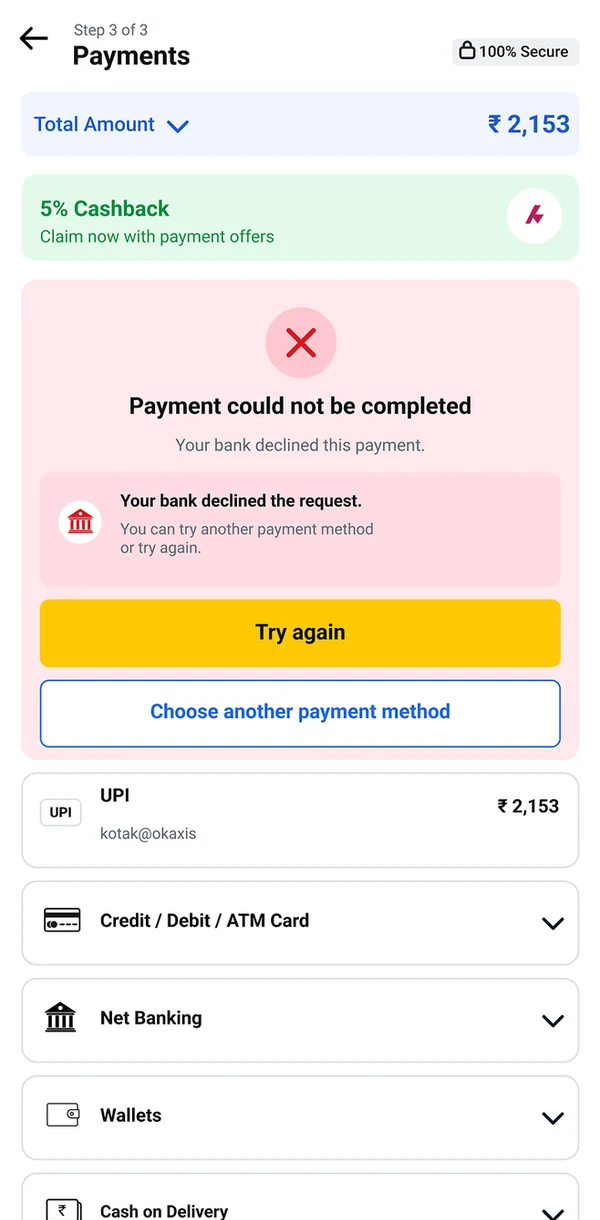 Step 3 of 3
Payments
100% Secure
Total Amount
₹ 2,153
5% Cashback
Claim now with payment offers
Payment could not be completed
Your bank declined this payment.
Your bank declined the request.
You can try another payment method
or try again.
Try again
Choose another payment method
UPI
UPI
₹ 2,153
kotak@okaxis
Credit / Debit / ATM Card
Net Banking
Wallets
₹
Cash on Delivery